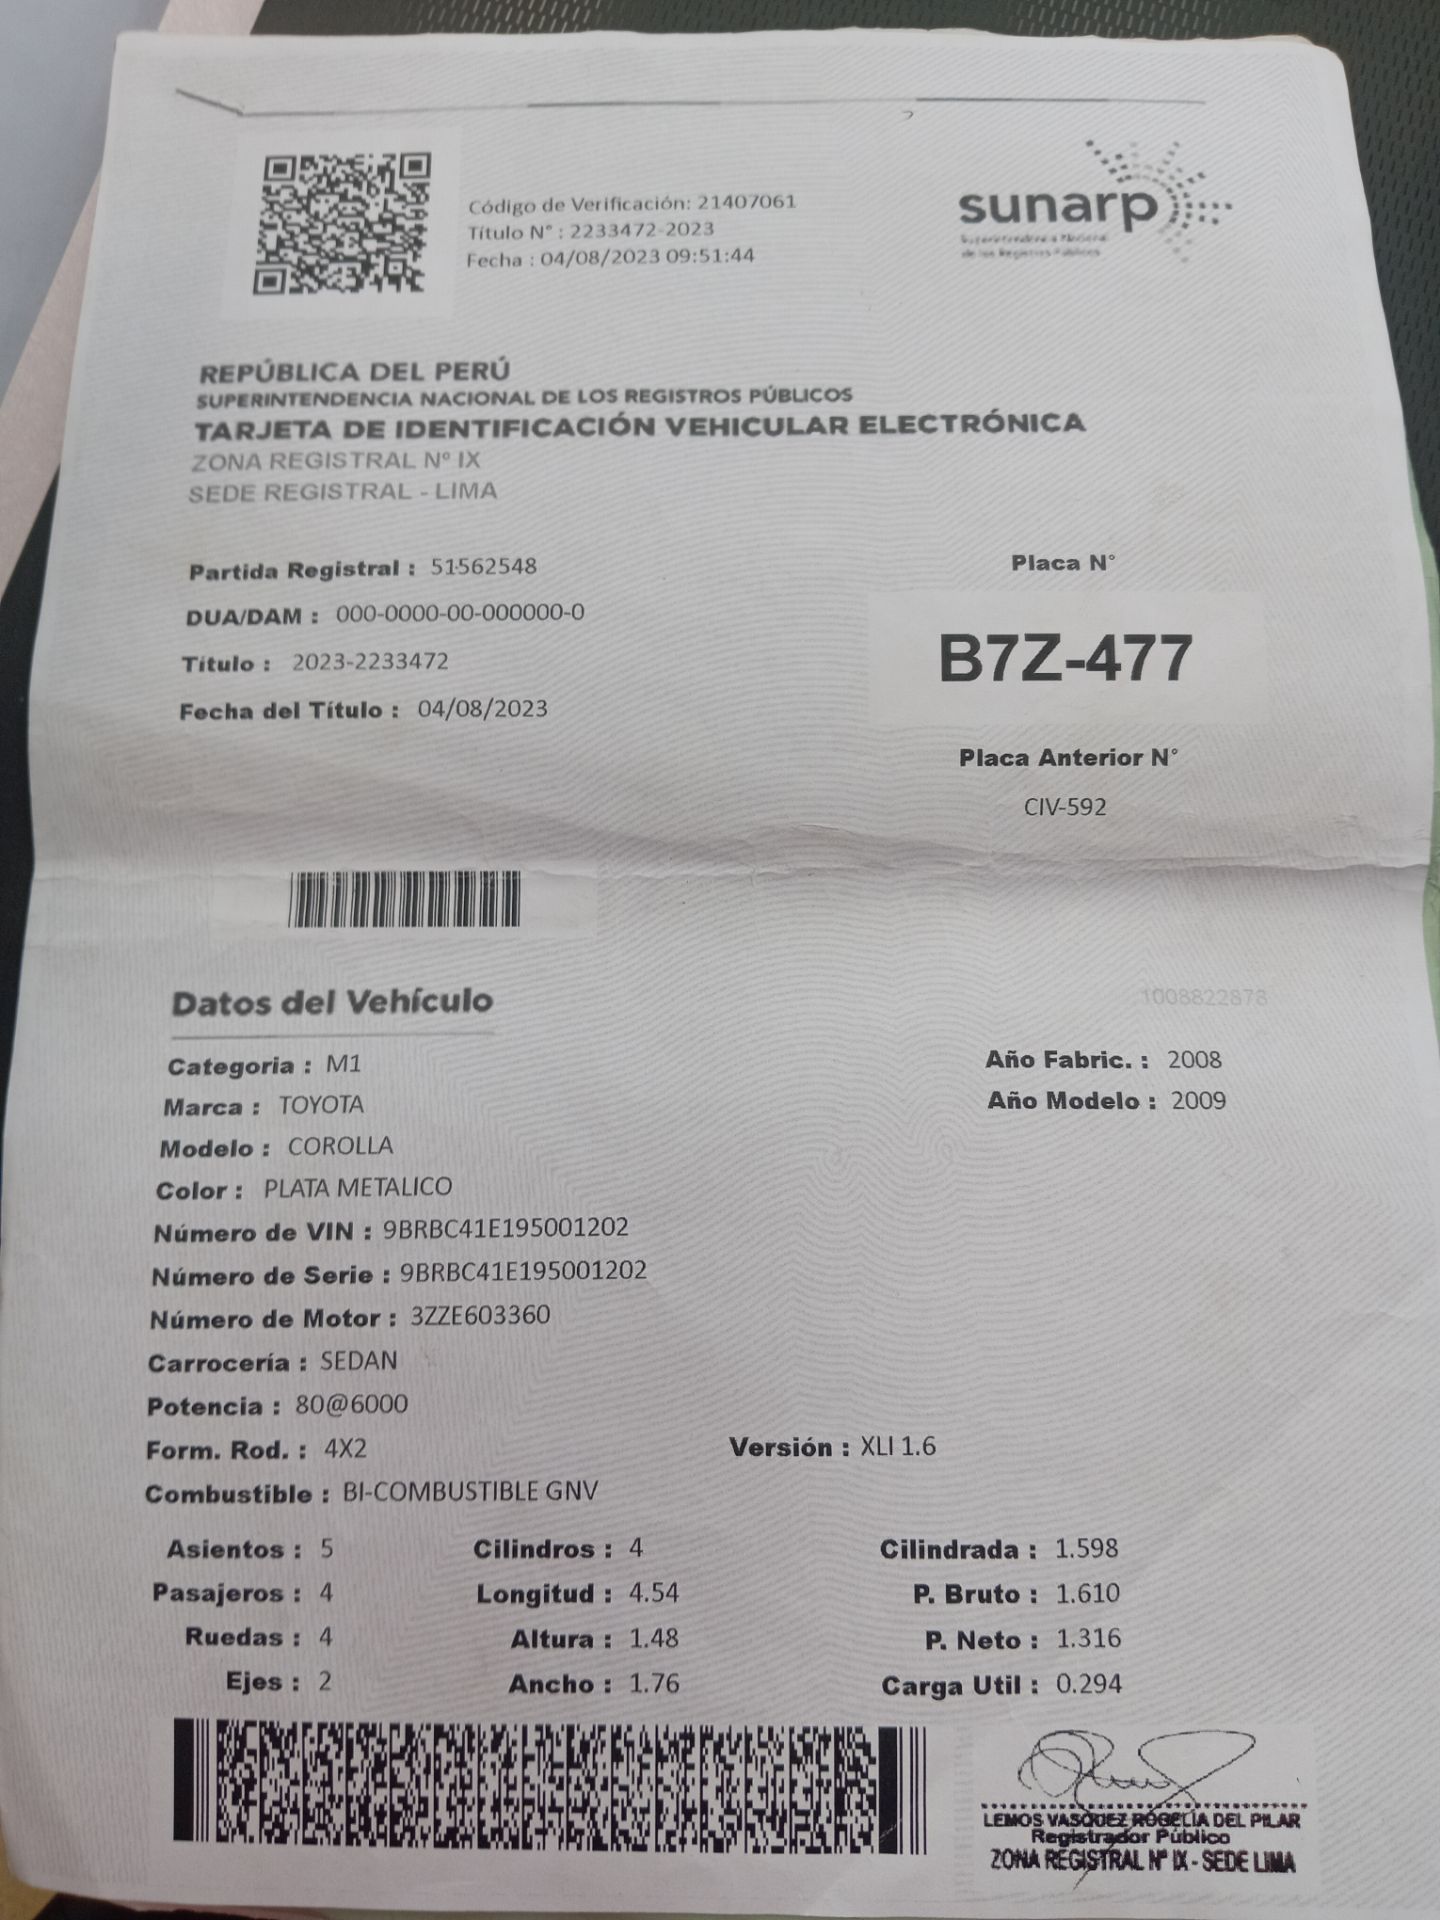 Código de Verificación: 21407061
Título N° : 2233472-2023
Fecha : 04/08/2023 09:51:44
sunarp
Superintendencia Nacional
de los Registros Públicos
REPÚBLICA DEL PERÚ
SUPERINTENDENCIA NACIONAL DE LOS REGISTROS PÚBLICOS
TARJETA DE IDENTIFICACIÓN VEHICULAR ELECTRÓNICA
ZONA REGISTRAL Nº IX
SEDE REGISTRAL - LIMA
Partida Registral : 51562548
DUA/DAM : 000-0000-00-000000-0
Título : 2023-2233472
Fecha del Título : 04/08/2023
Placa N°
B7Z-477
Placa Anterior N°
CIV-592
Datos del Vehículo
1008822878
Categoria : M1
Año Fabric. : 2008
Marca : TOYOTA
Año Modelo : 2009
Modelo : COROLLA
Color : PLATA METALICO
Número de VIN : 9BRBC41E195001202
Número de Serie : 9BRBC41E195001202
Número de Motor : 3ZZE603360
Carrocería : SEDAN
Potencia : 80@6000
Form. Rod. : 4X2 Versión : XLI 1.6
Combustible : BI-COMBUSTIBLE GNV
Asientos : 5 Cilindros : 4 Cilindrada : 1.598
Pasajeros : 4 Longitud : 4.54 P. Bruto : 1.610
Ruedas : 4 Altura : 1.48 P. Neto : 1.316
Ejes : 2 Ancho : 1.76 Carga Util : 0.294
LEMOS VASQUEZ ROGELIA DEL PILAR
Registrador Público
ZONA REGISTRAL Nº IX - SEDE LIMA